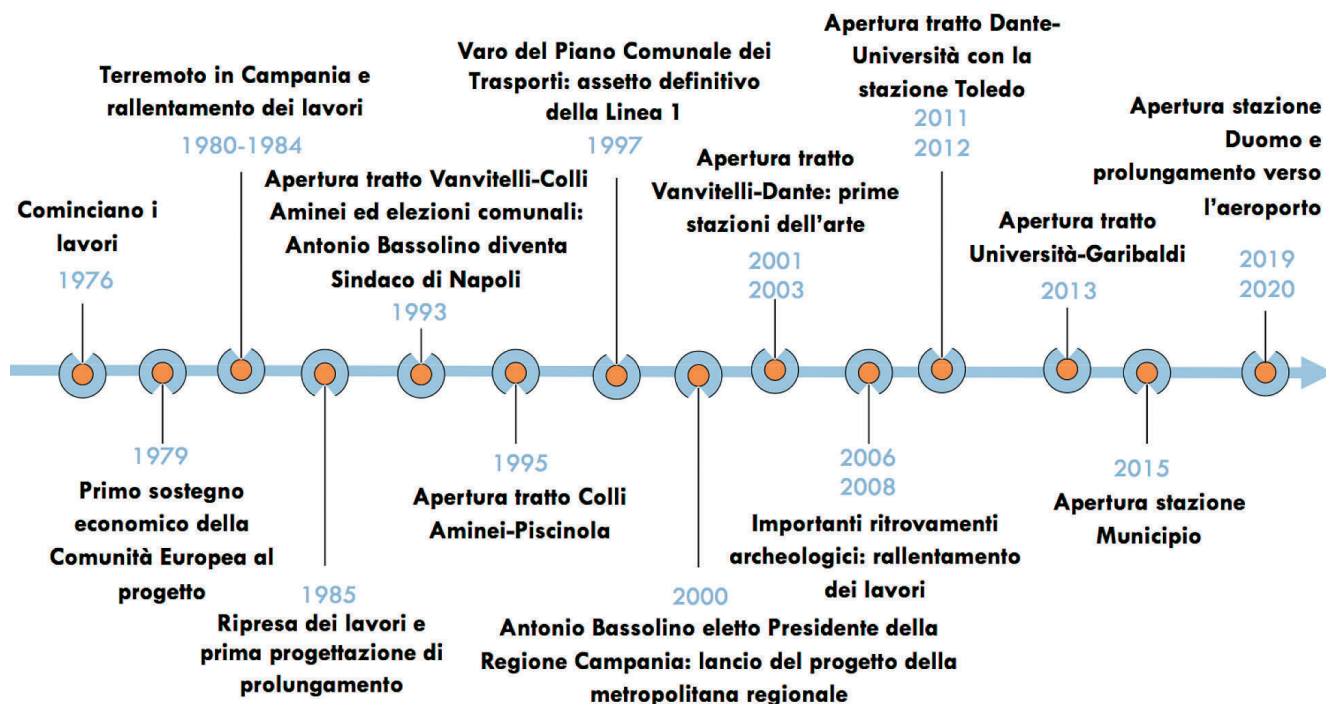 Cominciano i
lavori
1976
1979
Primo sostegno
economico della
Comunità Europea al
progetto
Terremoto in Campania e
rallentamento dei lavori
1980-1984
1985
Ripresa dei lavori e
prima progettazione di
prolungamento
Apertura tratto Vanvitelli-Colli
Aminei ed elezioni comunali:
Antonio Bassolino diventa
Sindaco di Napoli
1993
1995
Apertura tratto Colli
Aminei-Piscinola
Varo del Piano Comunale dei
Trasporti: assetto definitivo
della Linea 1
1997
2000
Antonio Bassolino eletto Presidente della
Regione Campania: lancio del progetto della
metropolitana regionale
Apertura tratto
Vanvitelli-Dante: prime
stazioni dell'arte
2001
2003
2006
2008
Importanti ritrovamenti
archeologici: rallentamento
dei lavori
Apertura tratto Dante-
Università con la
stazione Toledo
2011
2012
Apertura tratto
Università-Garibaldi
2013
2015
Apertura stazione
Municipio
Apertura stazione
Duomo e
prolungamento verso
l'aeroporto
2019
2020